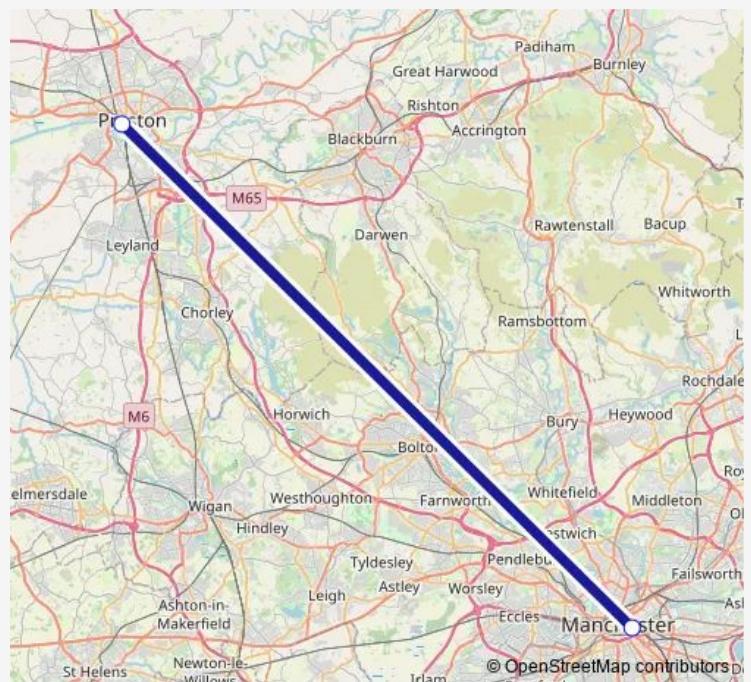 Padiham
Burnley
Great Harwood
Rishton
Accrington
Blackburn
M65
Leyland
Darwen
Rawtenstall
Bacup
Whitworth
Chorley
Ramsbottom
Rochdale
M6
Horwich
Bury
Heywood
Bolto
elmersdale
Wigan
Westhoughton
Farnworth
Whitefield
Middleton
Hindley
stwich
Tyldesley
Pendlebu
Astley
Worsley
Failsworth
Leigh
Ashton-in-
Makerfield
Eccles
St Helens
Newton-le-
Irlam
© OpenStreetMap contributors